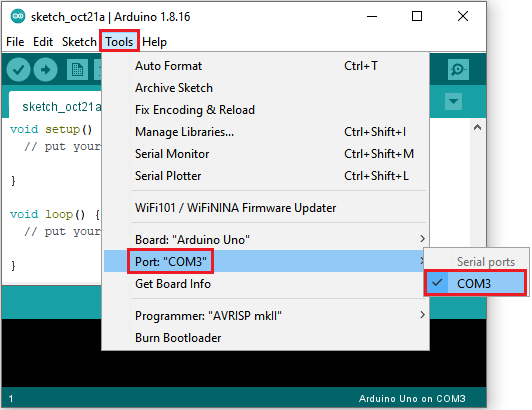 sketch_oct21a | Arduino 1.8.16
File Edit Sketch Tools Help
sketch_oct21a
void setup()
// put your
}
void loop() {
// put your
}
Auto Format Ctrl+T
Archive Sketch
Fix Encoding & Reload
Manage Libraries... Ctrl+Shift+I
Serial Monitor Ctrl+Shift+M
Serial Plotter Ctrl+Shift+L
WiFi101 / WiFiNINA Firmware Updater
Board: "Arduino Uno"
Port: "COM3"
Get Board Info
Programmer: "AVRISP mkII"
Burn Bootloader
Serial ports
COM3
1 Arduino Uno on COM3